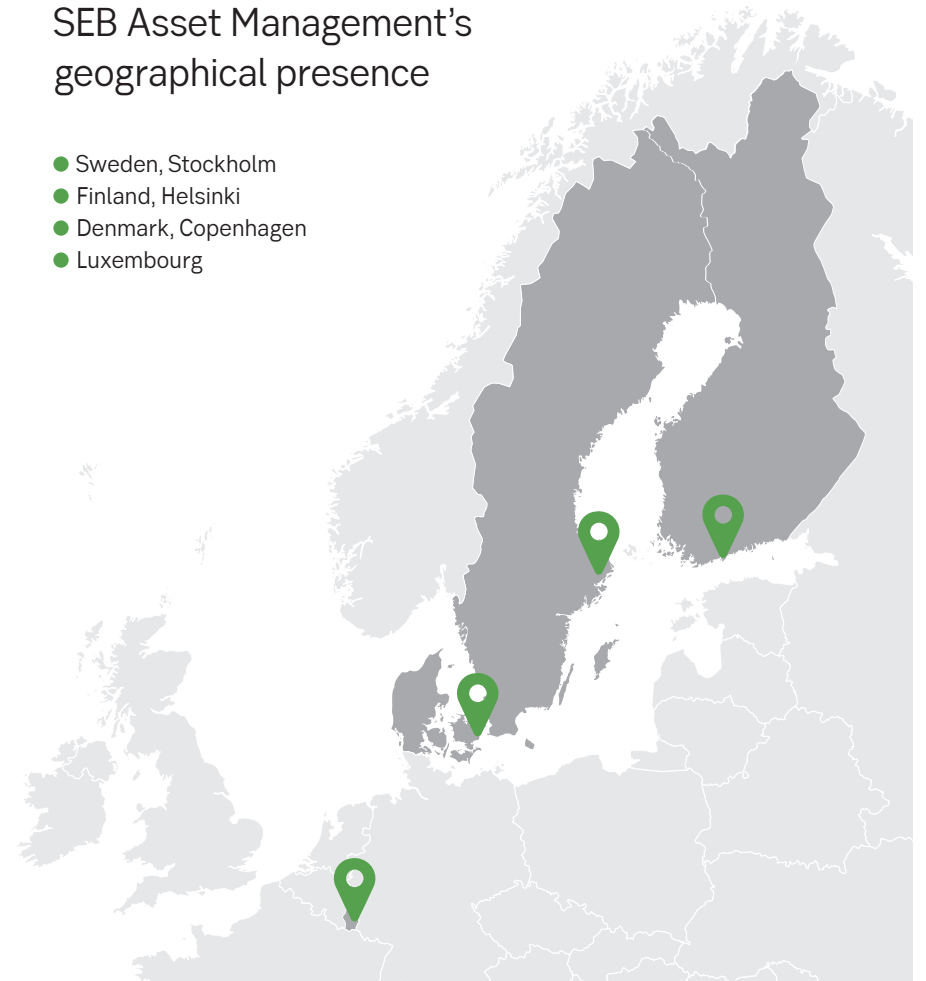 SEB Asset Management’s
geographical presence
Sweden, Stockholm
Finland, Helsinki
Denmark, Copenhagen
Luxembourg